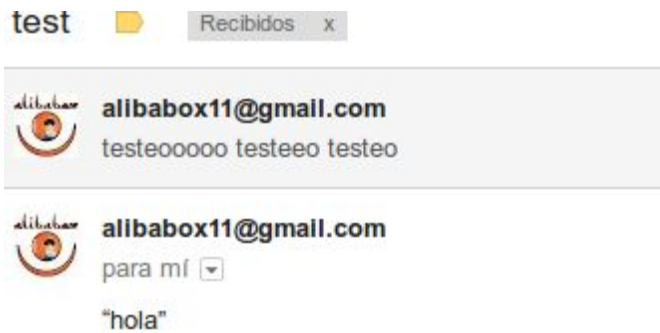 test
Recibidos x
alibabox11@gmail.com
testeooooo testeeo testeo
alibabox11@gmail.com
para mí
“hola”